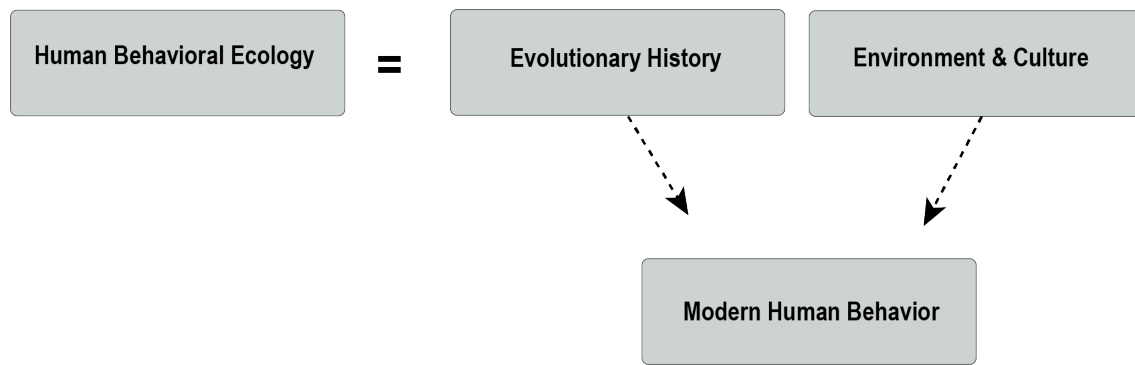 Human Behavioral Ecology
=
Evolutionary History
Environment & Culture
Modern Human Behavior